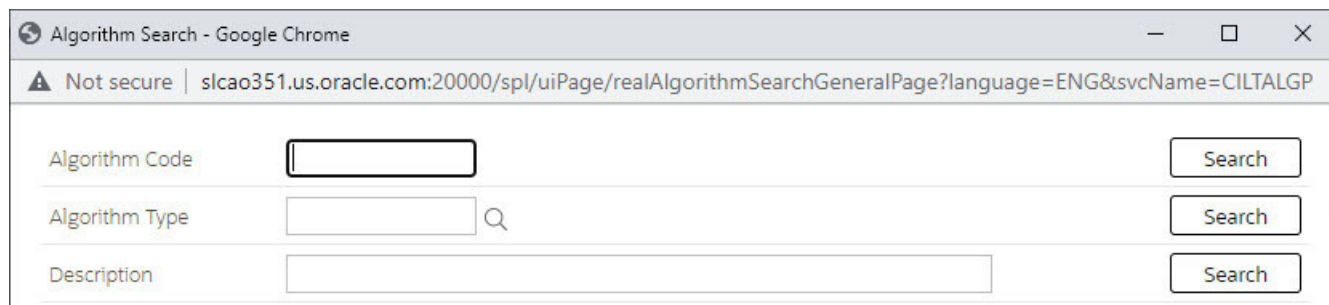 Algorithm Search - Google Chrome
Not secure | slcao351.us.oracle.com:20000/spl/uiPage/realAlgorithmSearchGeneralPage?language=ENG&svcName=CILTALGP
Algorithm Code Search
Algorithm Type Search
Description Search